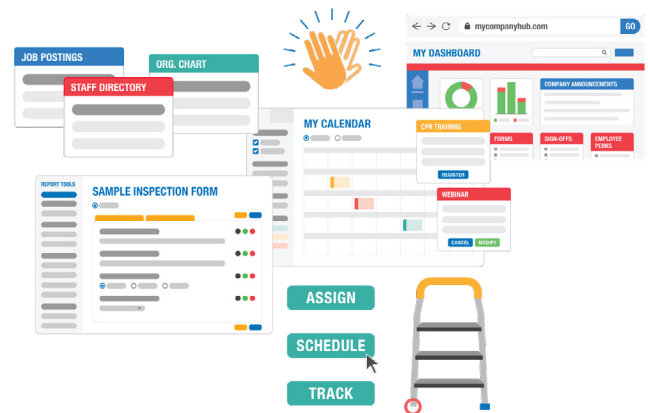 mycompanyhub.com
GO
MY DASHBOARD
COMPANY ANNOUNCEMENTS
FORMS
SIGN-OFFS
EMPLOYEE
PERKS
JOB POSTINGS
ORG. CHART
STAFF DIRECTORY
MY CALENDAR
CPR TRAINING
REGISTER
WEBINAR
CANCEL
MODIFY
REPORT TOOLS
SAMPLE INSPECTION FORM
ASSIGN
SCHEDULE
TRACK